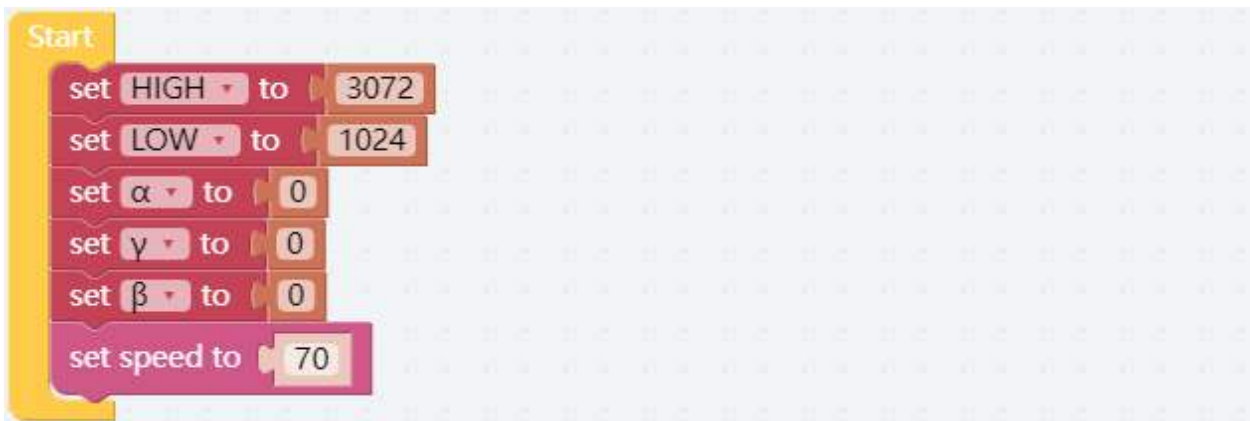 Start
set HIGH to 3072
set LOW to 1024
set α to 0
set γ to 0
set β to 0
set speed to 70